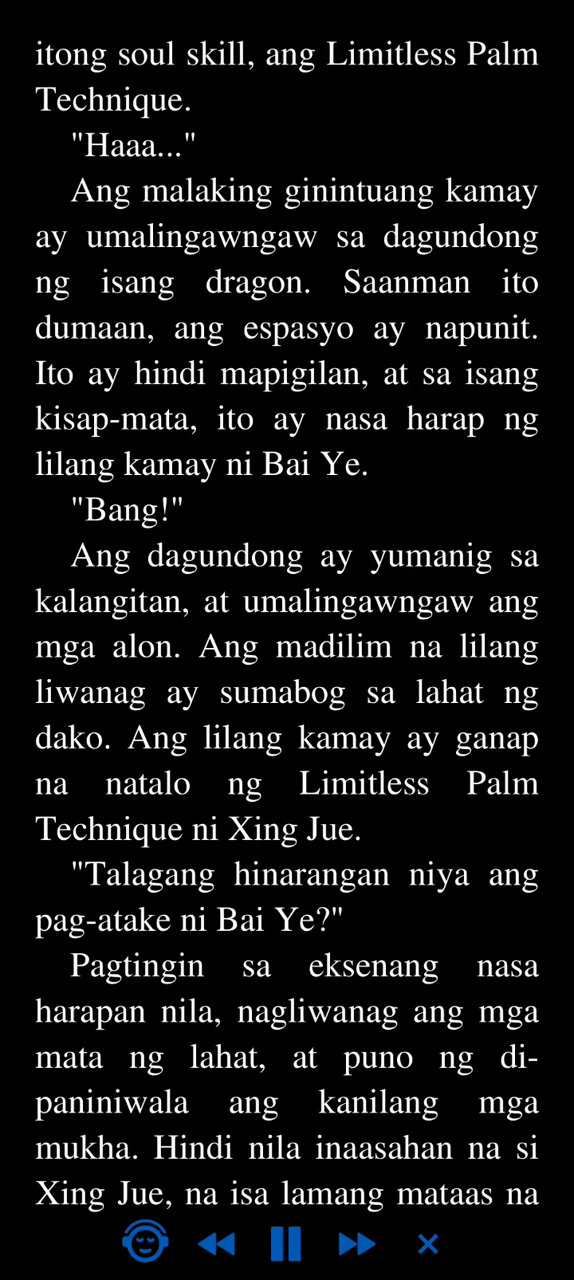 itong soul skill, ang Limitless Palm
Technique.
"Haaa..."
Ang malaking ginintuang kamay
ay umalingawngaw sa dagundong
ng isang dragon. Saanman ito
dumaan, ang espasyo ay napunit.
Ito ay hindi mapigilan, at sa isang
kisap-mata, ito ay nasa harap ng
lilang kamay ni Bai Ye.
"Bang!"
Ang dagundong ay yumanig sa
kalangitan, at umalingawngaw ang
mga alon. Ang madilim na lilang
liwanag ay sumabog sa lahat ng
dako. Ang lilang kamay ay ganap
na natalo ng Limitless Palm
Technique ni Xing Jue.
"Talagang hinarangan niya ang
pag-atake ni Bai Ye?"
Pagtingin sa eksenang nasa
harapan nila, nagliwanag ang mga
mata ng lahat, at puno ng di-
paniniwala ang kanilang mga
mukha. Hindi nila inaasahan na si
Xing Jue, na isa lamang mataas na